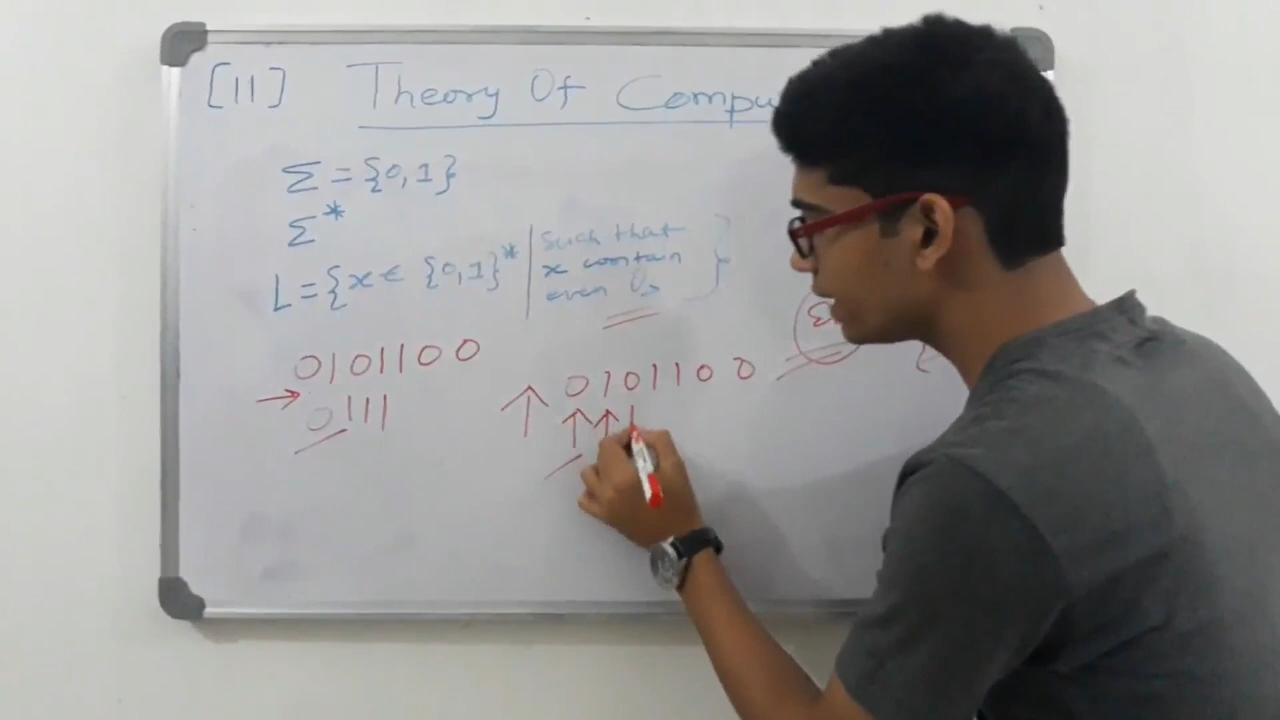 [11] Theory Of Compu
Σ = {0,1}
Σ*
L = {x ∈ {0,1}* | Such that
x contain
even 0s }
0101100
0111
0101100